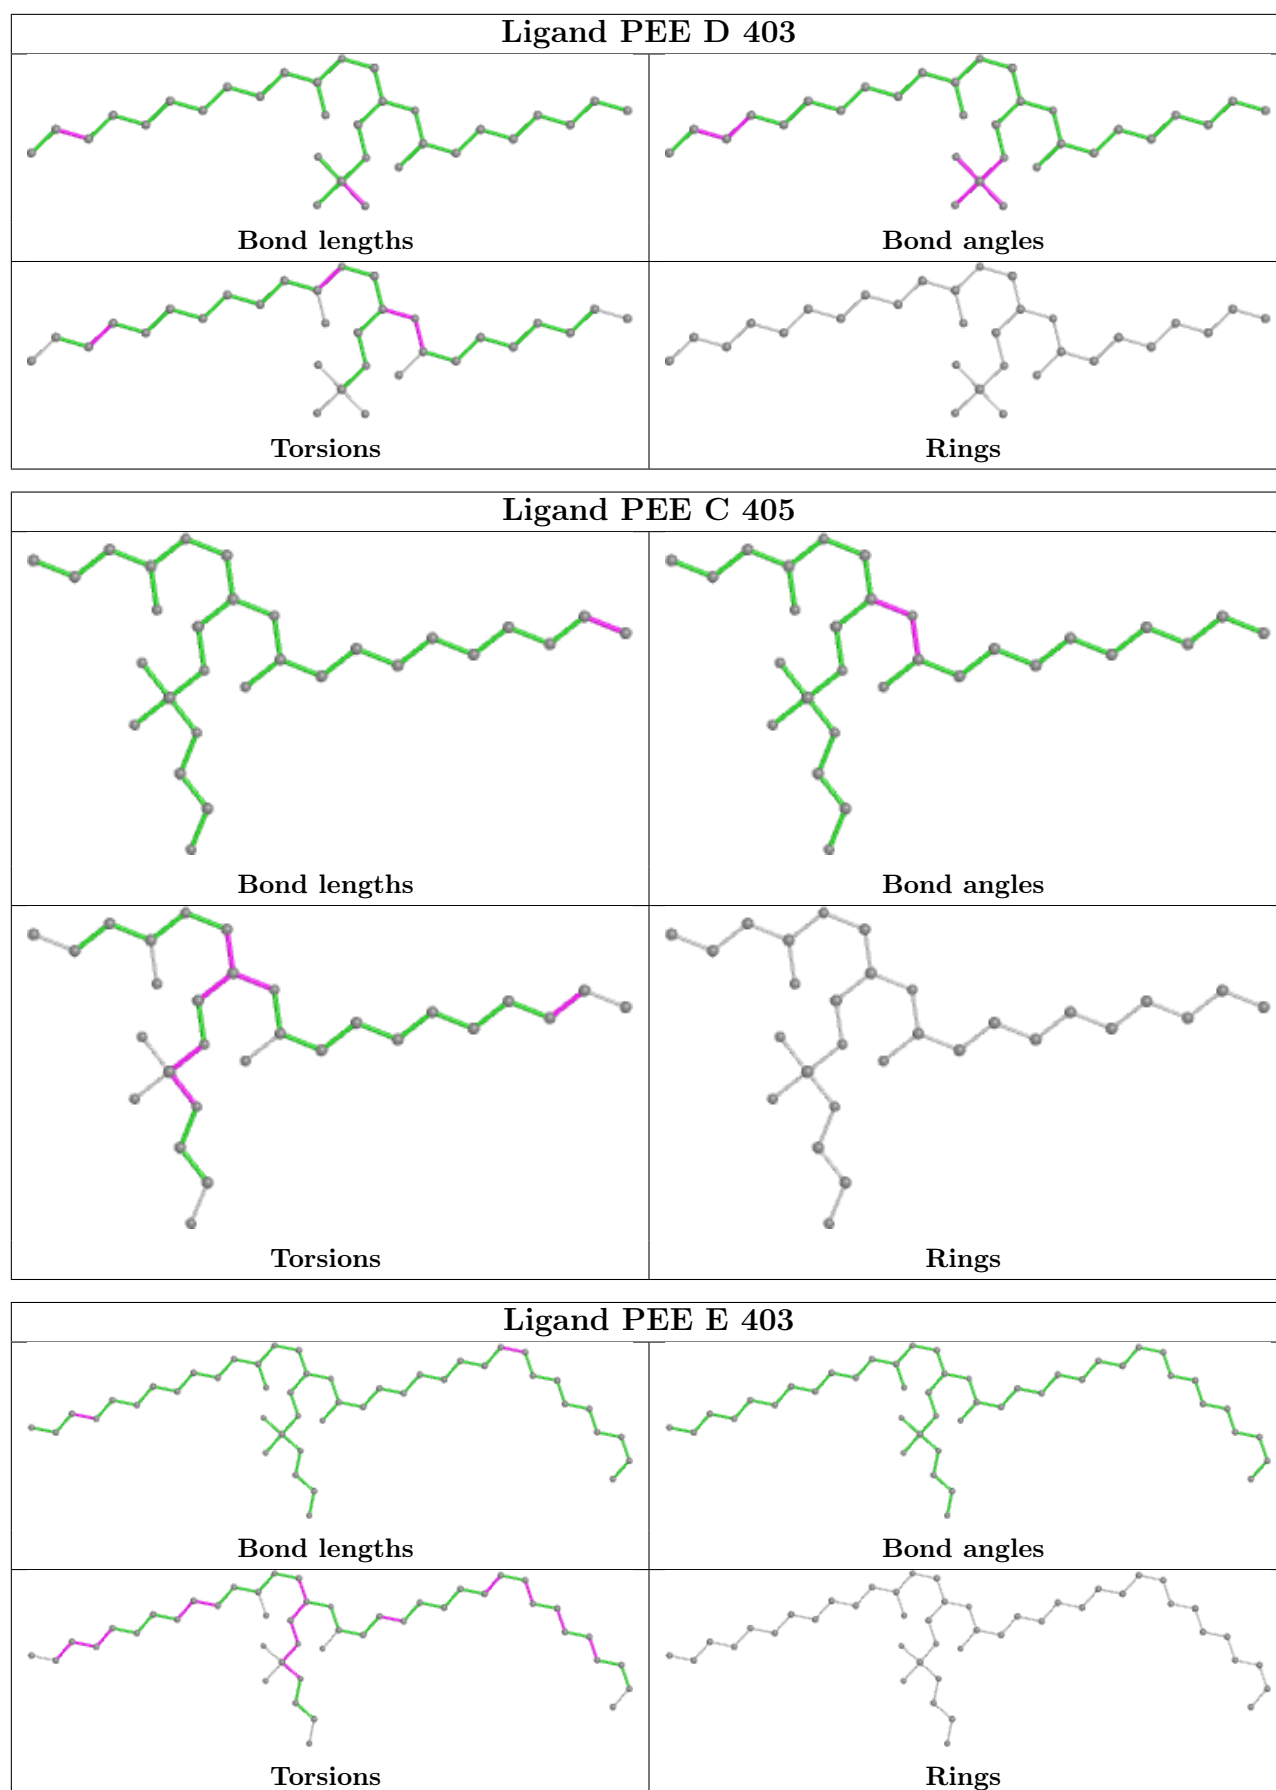 Ligand PEE D 403
Bond lengths
Bond angles
Torsions
Rings
Ligand PEE C 405
Bond lengths
Bond angles
Torsions
Rings
Ligand PEE E 403
Bond lengths
Bond angles
Torsions
Rings